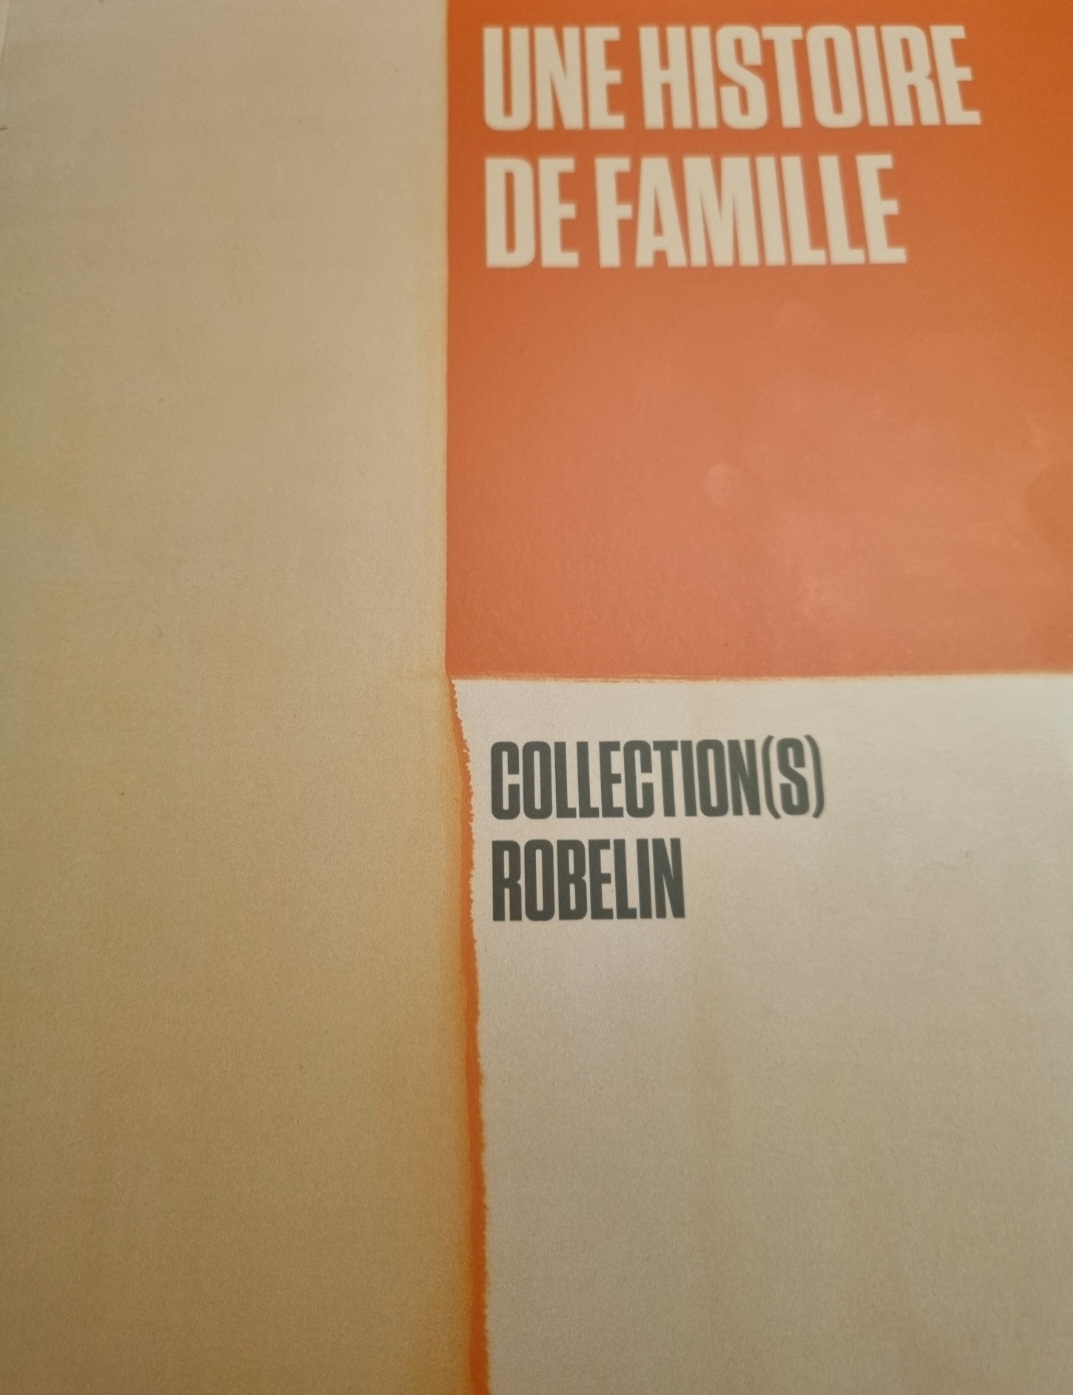 UNE HISTOIRE
DE FAMILLE
COLLECTION(S)
ROBELIN